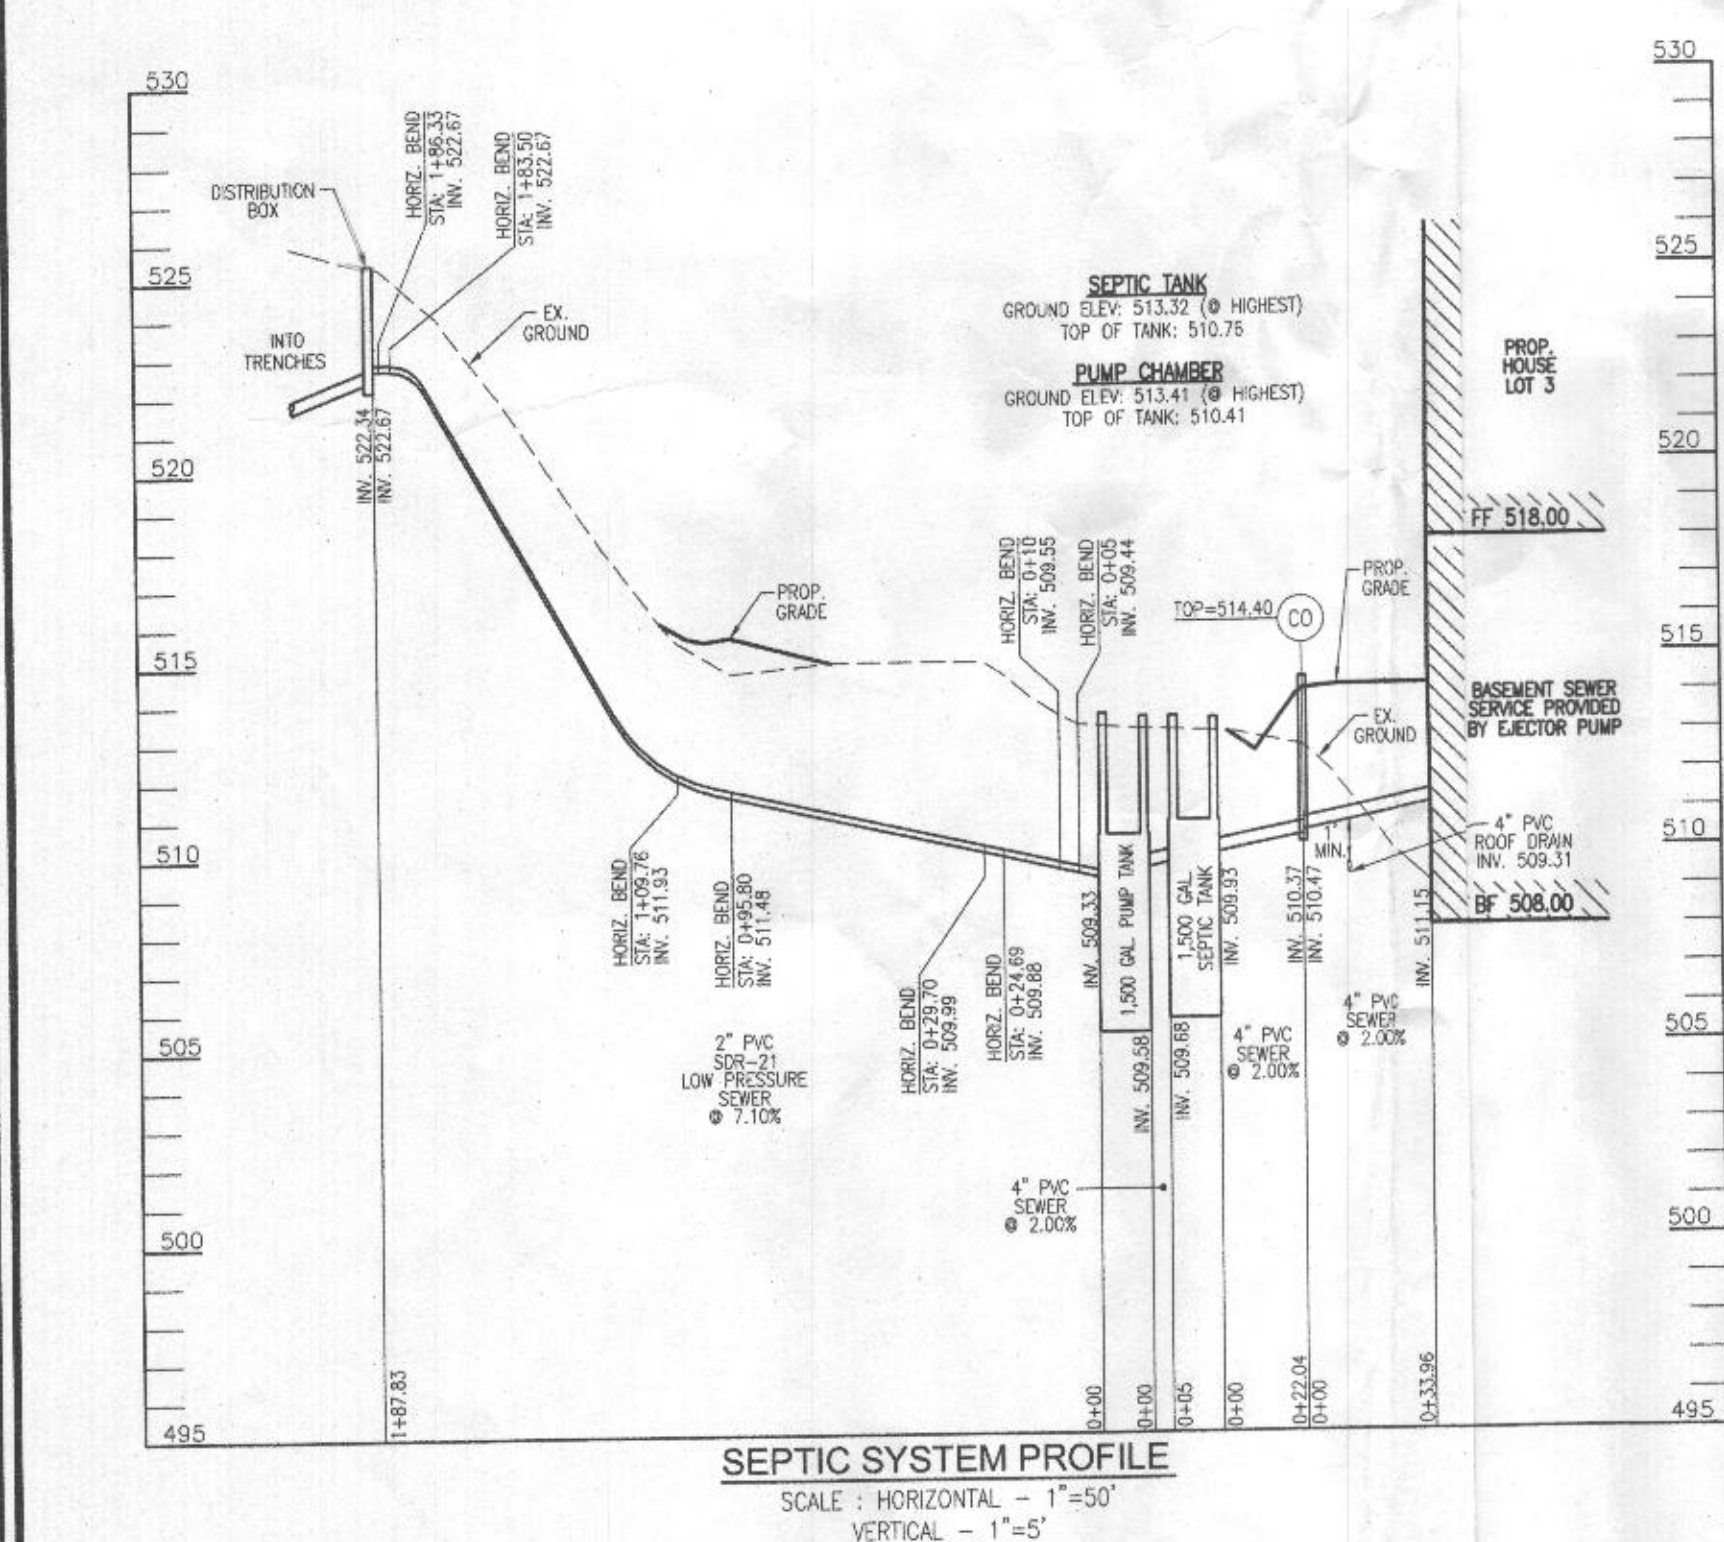 530
525
520
515
510
505
500
495
DISTRIBUTION
BOX
HORIZ. BEND
STA: 1+86.33
INV. 522.67
HORIZ. BEND
STA: 1+83.50
INV. 522.67
EX.
GROUND
INTO
TRENCHES
INV. 522.34
INV. 522.67
SEPTIC TANK
GROUND ELEV: 513.32 (@ HIGHEST)
TOP OF TANK: 510.75
PUMP CHAMBER
GROUND ELEV: 513.41 (@ HIGHEST)
TOP OF TANK: 510.41
PROP.
HOUSE
LOT 3
FF 518.00
PROP.
GRADE
HORIZ. BEND
STA: 0+10
INV. 509.55
HORIZ. BEND
STA: 0+05
INV. 509.44
TOP=514.40
CO
PROP.
GRADE
BASEMENT SEWER
SERVICE PROVIDED
BY EJECTOR PUMP
EX.
GROUND
4" PVC
ROOF DRAIN
INV. 509.31
1'
MIN.
BF 508.00
HORIZ. BEND
STA: 1+09.76
INV. 511.93
HORIZ. BEND
STA: 0+95.80
INV. 511.48
HORIZ. BEND
STA: 0+29.70
INV. 509.99
HORIZ. BEND
STA: 0+24.69
INV. 509.88
INV. 509.33
1,500 GAL PUMP TANK
1,500 GAL
SEPTIC TANK
INV. 509.93
INV. 510.37
INV. 510.47
INV. 511.15
INV. 509.58
INV. 509.68
2" PVC
SDR-21
LOW PRESSURE
SEWER
@ 7.10%
4" PVC
SEWER
@ 2.00%
4" PVC
SEWER
@ 2.00%
4" PVC
SEWER
@ 2.00%
1+87.83
0+00
0+00
0+05
0+00
0+22.04
0+00
0+33.96
530
525
520
515
510
505
500
495
SEPTIC SYSTEM PROFILE
SCALE : HORIZONTAL - 1"=50'
VERTICAL - 1"=5'